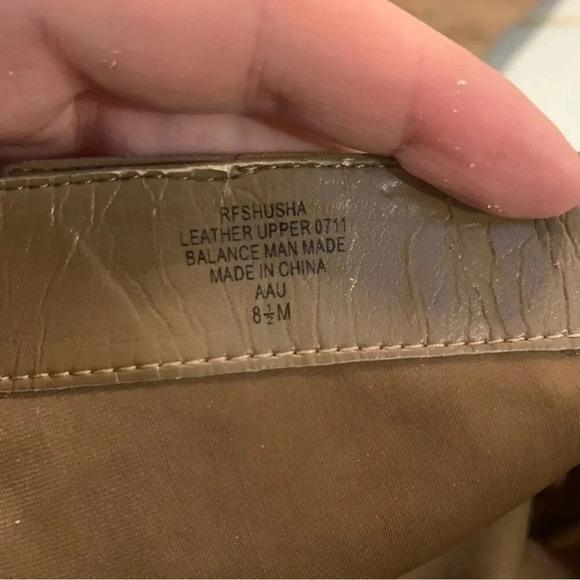 RFSHUSHA
LEATHER UPPER 0711
BALANCE MAN MADE
MADE IN CHINA
AAU
8½M